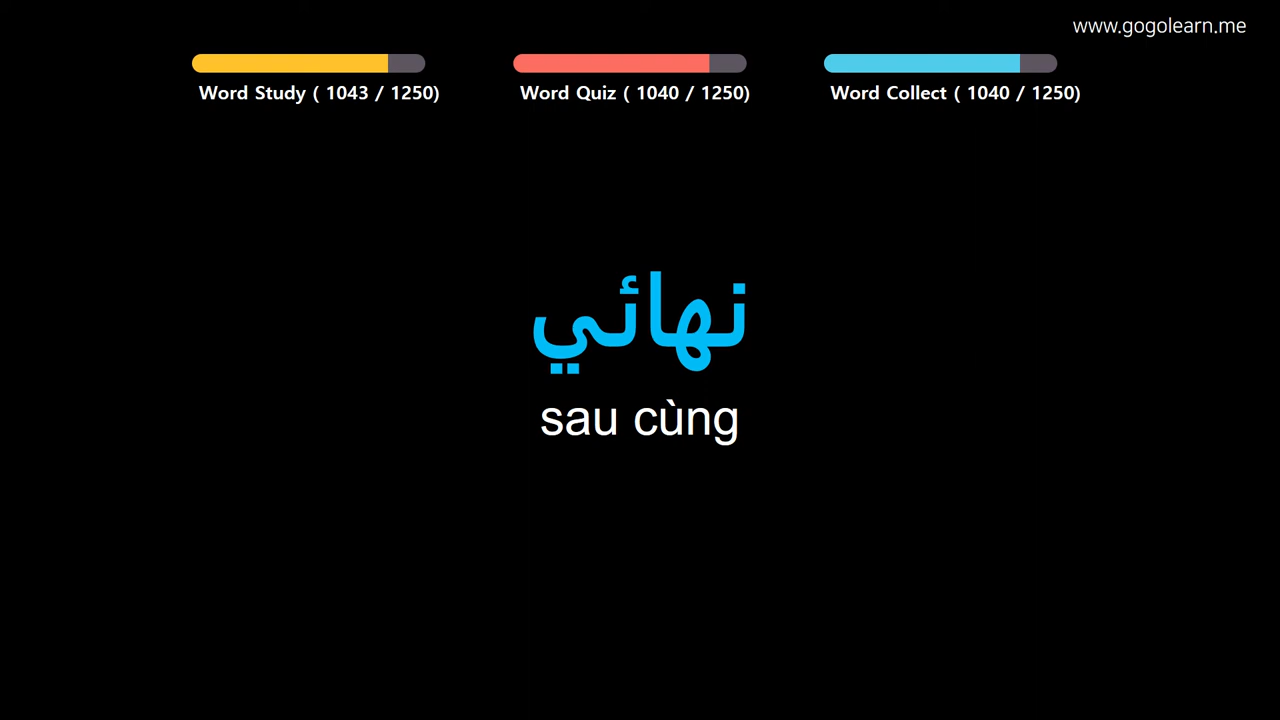 www.gogolearn.me
Word Study ( 1043 / 1250)
Word Quiz ( 1040 / 1250)
Word Collect ( 1040 / 1250)
نهائي
sau cùng